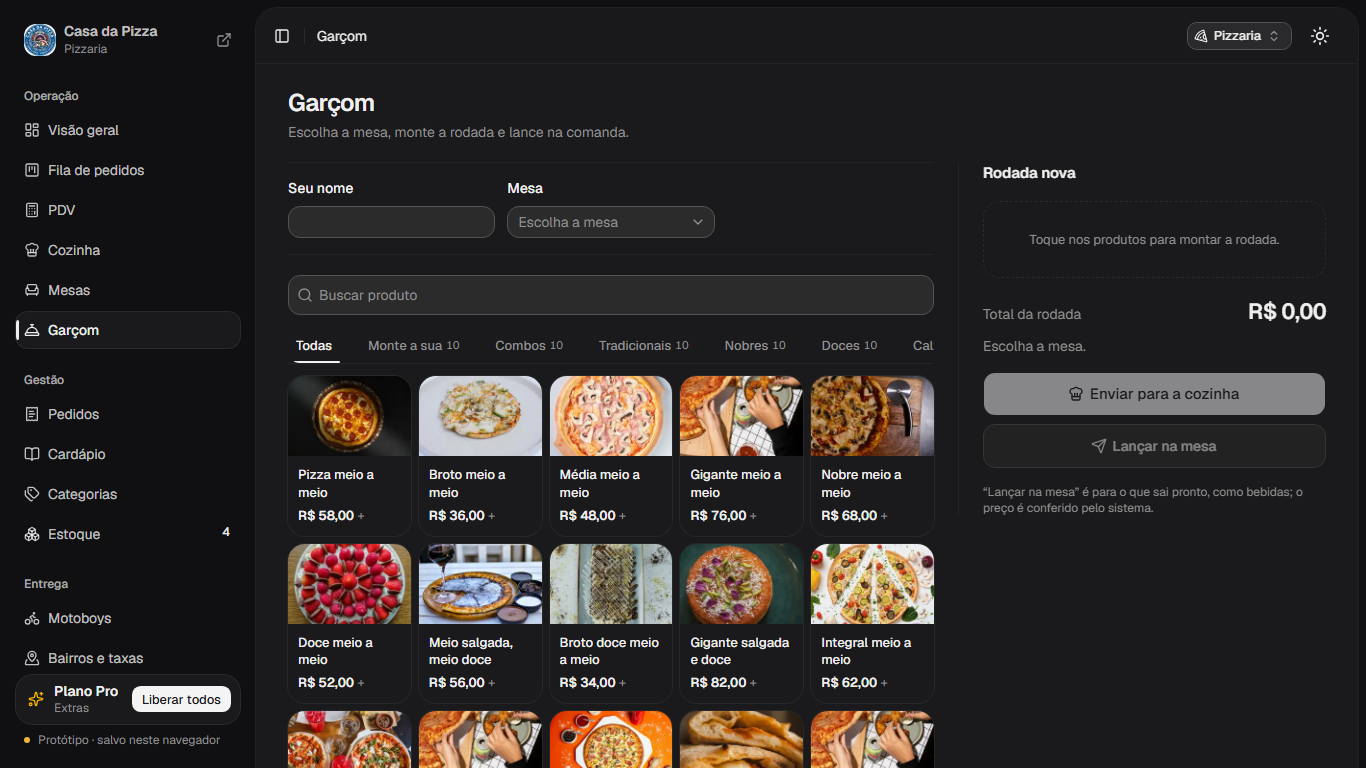 Casa da Pizza
Pizzaria
Operação
Visão geral
Fila de pedidos
PDV
Cozinha
Mesas
Garçom
Gestão
Pedidos
Cardápio
Categorias
Estoque 4
Entrega
Motoboys
Bairros e taxas
Plano Pro
Extras
Liberar todos
Protótipo · salvo neste navegador
Garçom
Pizzaria
Garçom
Escolha a mesa, monte a rodada e lance na comanda.
Seu nome
Mesa
Escolha a mesa
Buscar produto
Todas Monte a sua 10 Combos 10 Tradicionais 10 Nobres 10 Doces 10 Cal
Pizza meio a
meio
R$ 58,00 +
Broto meio a
meio
R$ 36,00 +
Média meio a
meio
R$ 48,00 +
Gigante meio a
meio
R$ 76,00 +
Nobre meio a
meio
R$ 68,00 +
Doce meio a
meio
R$ 52,00 +
Meio salgada,
meio doce
R$ 56,00 +
Broto doce meio
a meio
R$ 34,00 +
Gigante salgada
e doce
R$ 82,00 +
Integral meio a
meio
R$ 62,00 +
Rodada nova
Toque nos produtos para montar a rodada.
Total da rodada R$ 0,00
Escolha a mesa.
Enviar para a cozinha
Lançar na mesa
“Lançar na mesa” é para o que sai pronto, como bebidas; o
preço é conferido pelo sistema.